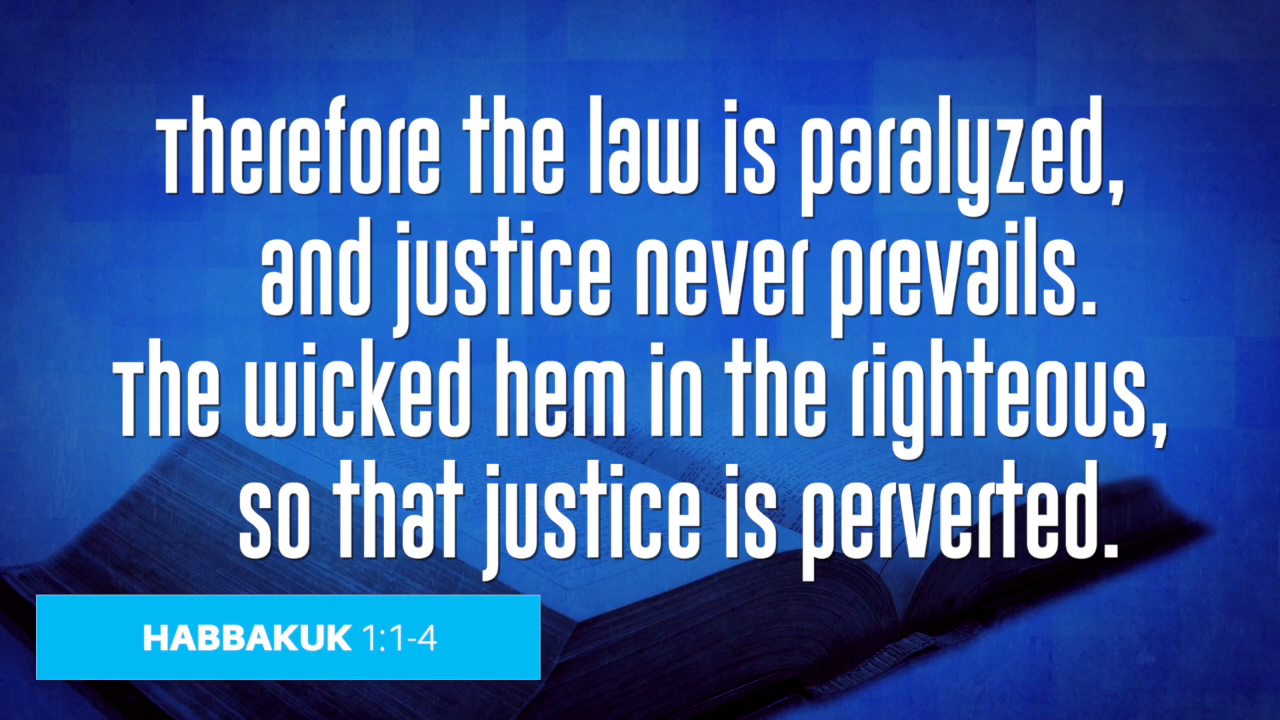 Therefore the law is paralyzed,
and justice never prevails.
The wicked hem in the righteous,
so that justice is perverted.
HABBAKUK 1:1-4